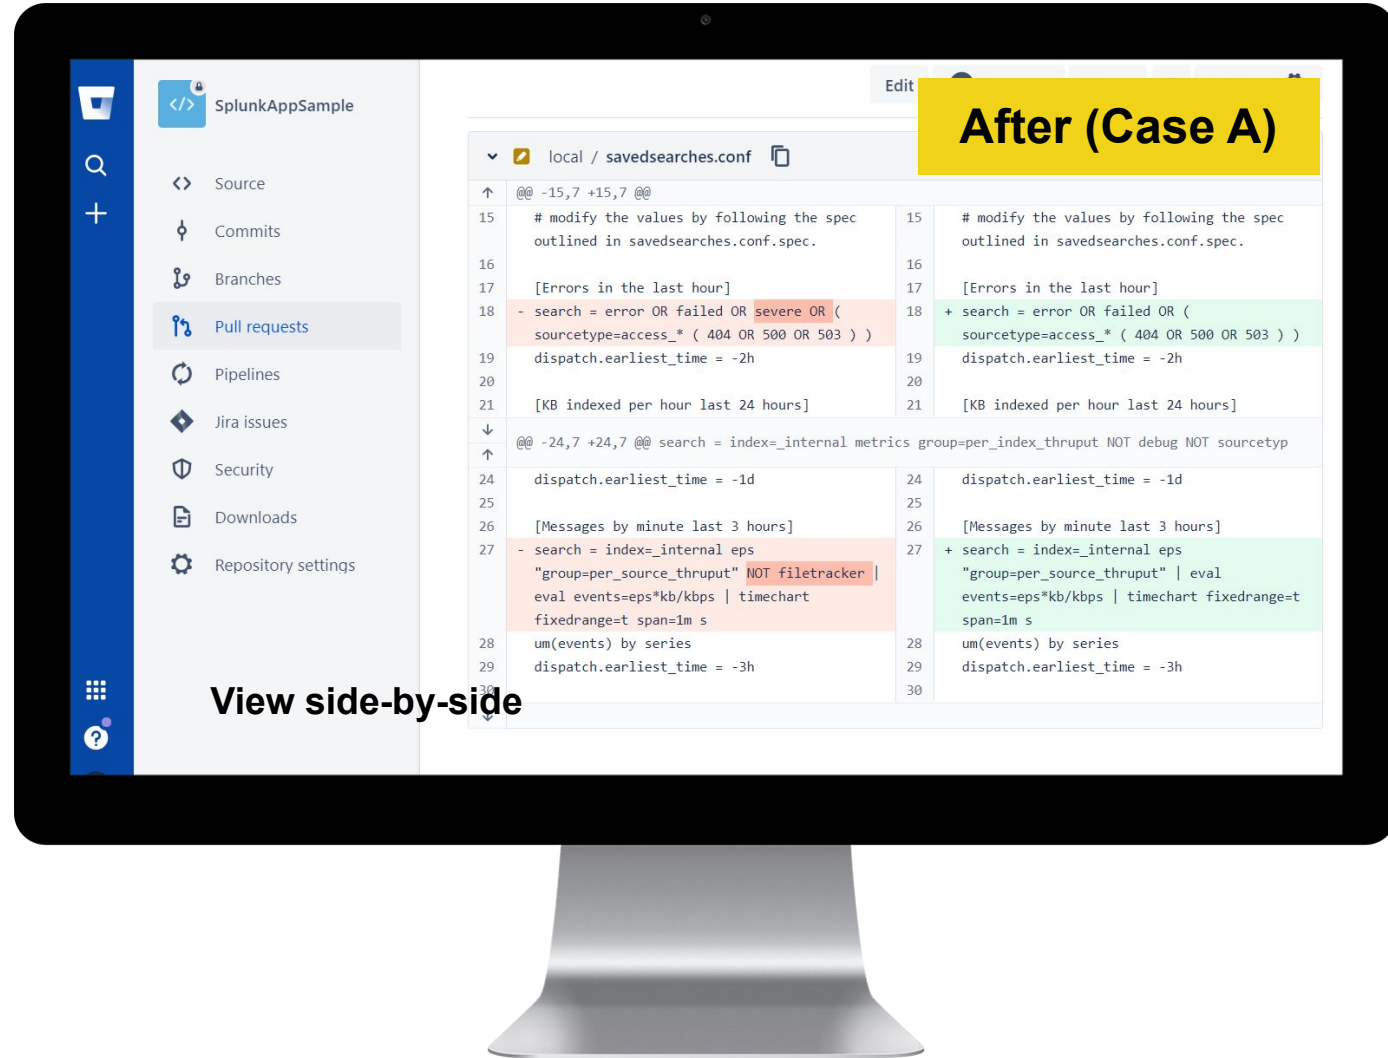 SplunkAppSample
Source
Commits
Branches
Pull requests
Pipelines
Jira issues
Security
Downloads
Repository settings
View side-by-side
Edit
After (Case A)
local / savedsearches.conf
@@ -15,7 +15,7 @@
15 # modify the values by following the spec
outlined in savedsearches.conf.spec.
16
17 [Errors in the last hour]
18 - search = error OR failed OR severe OR (
sourcetype=access_* ( 404 OR 500 OR 503 ) )
19 dispatch.earliest_time = -2h
20
21 [KB indexed per hour last 24 hours]
15 # modify the values by following the spec
outlined in savedsearches.conf.spec.
16
17 [Errors in the last hour]
18 + search = error OR failed OR (
sourcetype=access_* ( 404 OR 500 OR 503 ) )
19 dispatch.earliest_time = -2h
20
21 [KB indexed per hour last 24 hours]
@@ -24,7 +24,7 @@ search = index=_internal metrics group=per_index_thruput NOT debug NOT sourcetyp
24 dispatch.earliest_time = -1d
25
26 [Messages by minute last 3 hours]
27 - search = index=_internal eps
"group=per_source_thruput" NOT filetracker |
eval events=eps*kb/kbps | timechart
fixedrange=t span=1m s
28 um(events) by series
29 dispatch.earliest_time = -3h
30
24 dispatch.earliest_time = -1d
25
26 [Messages by minute last 3 hours]
27 + search = index=_internal eps
"group=per_source_thruput" | eval
events=eps*kb/kbps | timechart fixedrange=t
span=1m s
28 um(events) by series
29 dispatch.earliest_time = -3h
30